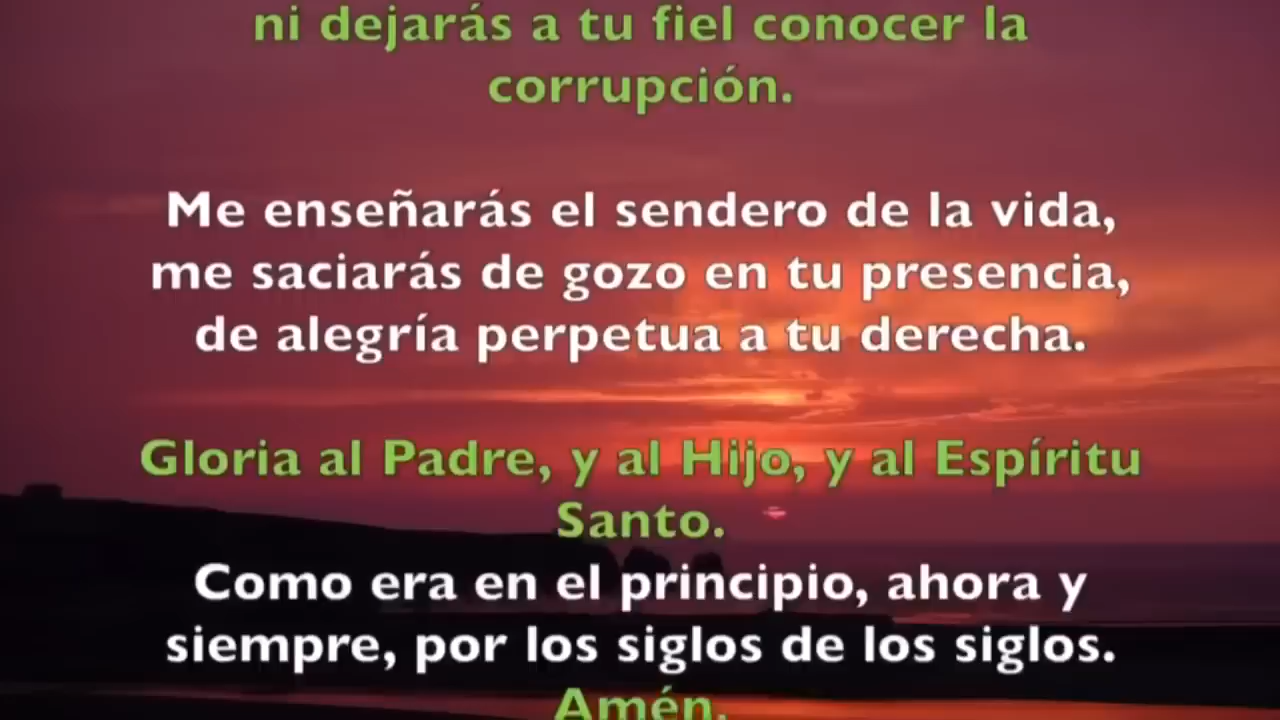 ni dejarás a tu fiel conocer la
corrupción.
Me enseñarás el sendero de la vida,
me saciarás de gozo en tu presencia,
de alegría perpetua a tu derecha.
Gloria al Padre, y al Hijo, y al Espíritu
Santo.
Como era en el principio, ahora y
siempre, por los siglos de los siglos.
Amén.